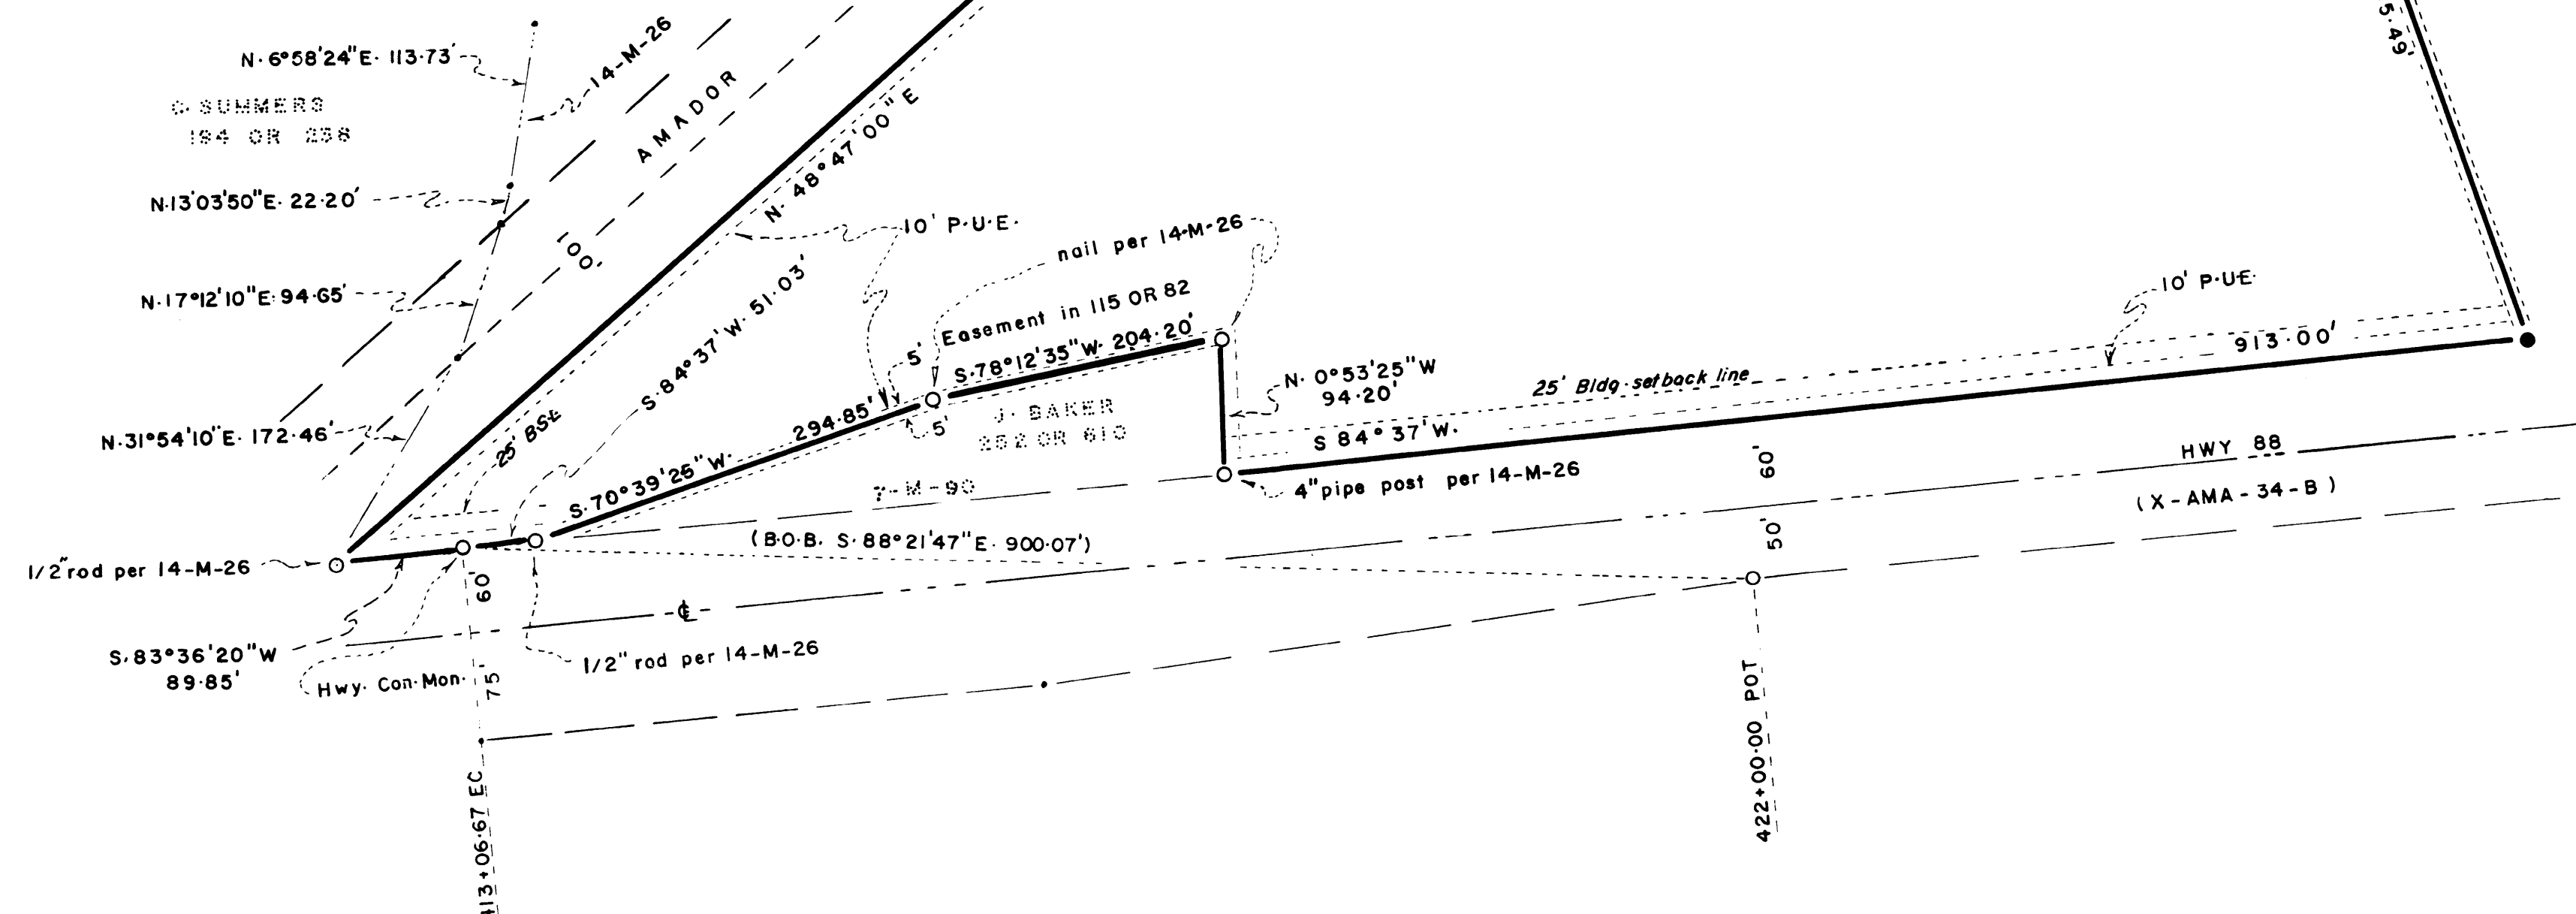 N. 6°58'24"E. 113.73'
14-M-26
C. SUMMERS
194 OR 256
AMADOR
N.13°03'50"E. 22.20'
100'
N.17°12'10"E. 94.65'
N.31°54'10"E. 172.46'
N. 48°47'00"E
5.49'
10' P.U.E.
nail per 14-M-26
S.84°37'W. 51.03'
5'
Easement in 115 OR 82
S.78°12'35"W. 204.20'
10' P.U.E.
913.00'
25' Bldg. setback line
N. 0°53'25"W
94.20'
S 84°37'W.
294.85'
5'
J. BAKER
252 OR 610
25' BSL
S.70°39'25"W.
7-M-90
4" pipe post per 14-M-26
60'
HWY 88
(X-AMA-34-B)
50'
(B.O.B. S.88°21'47"E. 900.07')
1/2" rod per 14-M-26
60'
℄
S.83°36'20"W
89.85'
Hwy. Con. Mon.
75'
1/2" rod per 14-M-26
413+06.67 EC
422+00.00 POT